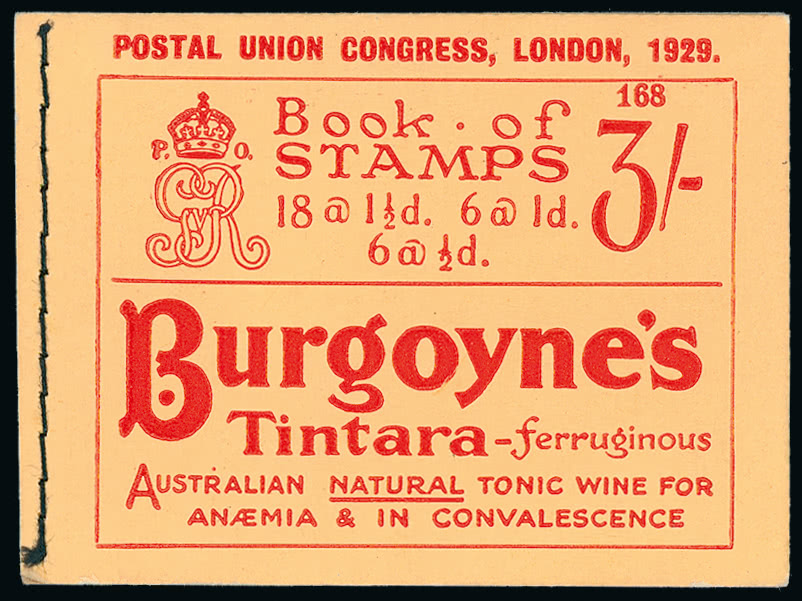 POSTAL UNION CONGRESS, LONDON, 1929.
168
P. O.
GVR
Book · of
STAMPS
3/-
18 @ 1½d. 6 @ 1d.
6 @ ½d.
Burgoyne's
Tintara - ferruginous
AUSTRALIAN NATURAL TONIC WINE FOR
ANÆMIA & IN CONVALESCENCE